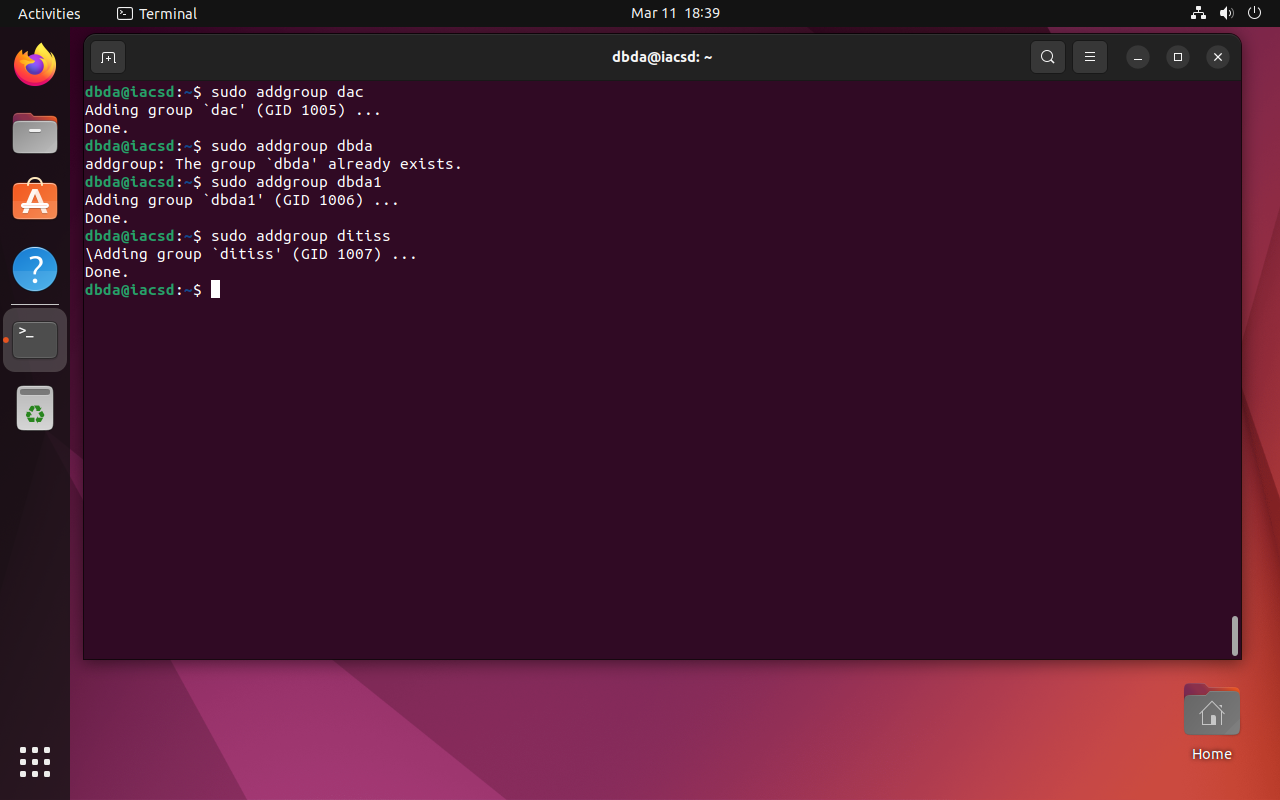 Activities
Terminal
Mar 11 18:39
dbda@iacsd: ~
dbda@iacsd:~$ sudo addgroup dac
Adding group `dac' (GID 1005) ...
Done.
dbda@iacsd:~$ sudo addgroup dbda
addgroup: The group `dbda' already exists.
dbda@iacsd:~$ sudo addgroup dbda1
Adding group `dbda1' (GID 1006) ...
Done.
dbda@iacsd:~$ sudo addgroup ditiss
\Adding group `ditiss' (GID 1007) ...
Done.
dbda@iacsd:~$
Home